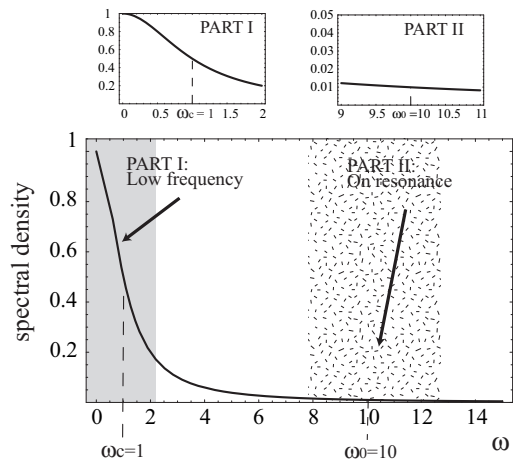 PART I
1
0.8
0.6
0.4
0.2
0 0.5 ωc = 1 1.5 2
PART II
0.05
0.04
0.03
0.02
0.01
9 9.5 ω0 =10 10.5 11
1
0.8
0.6
0.4
0.2
spectral density
PART I:
Low frequency
PART II:
On resonance
0 2 4 6 8 10 12 14 ω
ωc=1 ω0=10